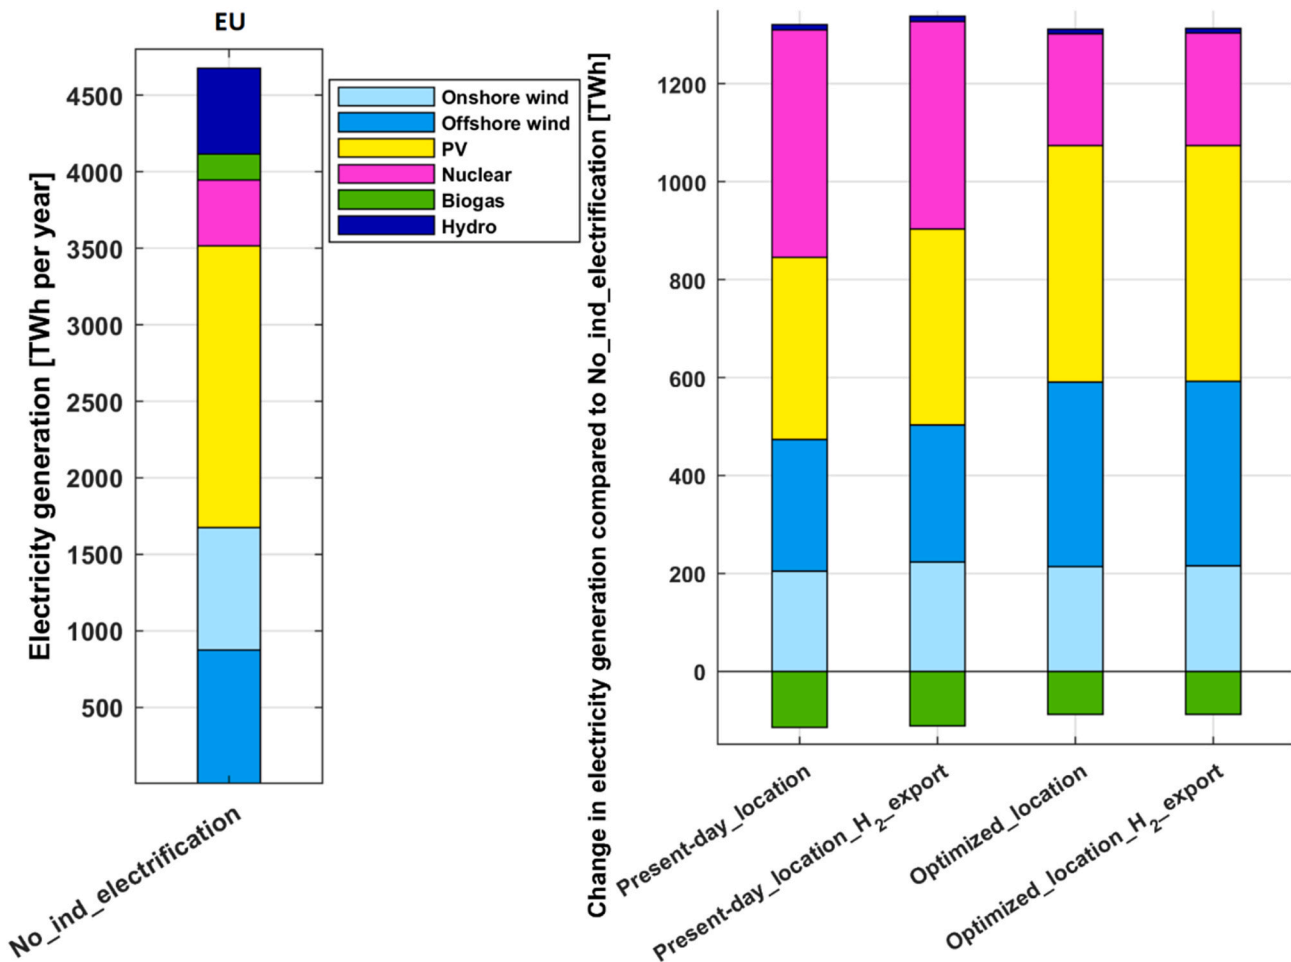 EU
Electricity generation [TWh per year]
4500
4000
3500
3000
2500
2000
1500
1000
500
No_ind_electrification
Onshore wind
Offshore wind
PV
Nuclear
Biogas
Hydro
Change in electricity generation compared to No_ind_electrification [TWh]
1200
1000
800
600
400
200
0
Present-day_location
Present-day_location_H₂_export
Optimized_location
Optimized_location_H₂_export